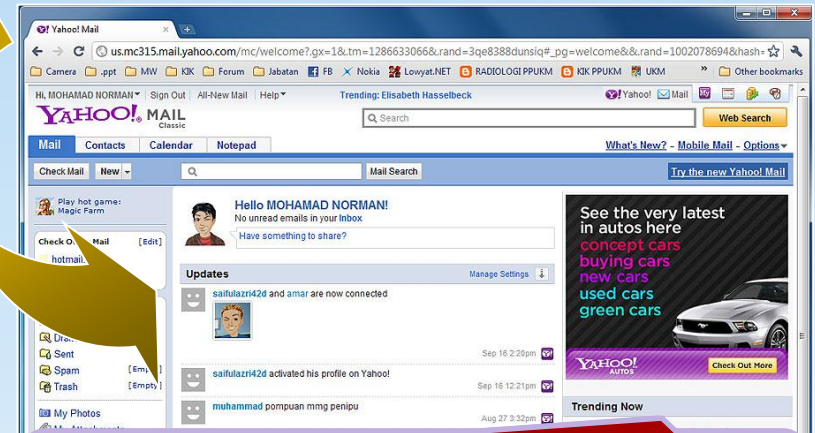 Yahoo! Mail
us.mc315.mail.yahoo.com/mc/welcome?.gx=1&.tm=1286633066&.rand=3qe8388dunsiq#_pg=welcome&&.rand=1002078694&hash=
Camera .ppt MW KIK Forum Jabatan FB Nokia Lowyat.NET RADIOLOGI PPUKM KIK PPUKM UKM » Other bookmarks
Hi, MOHAMAD NORMAN Sign Out All-New Mail Help Trending: Elisabeth Hasselbeck Yahoo! Mail
YAHOO! MAIL
Classic
Search Web Search
Mail Contacts Calendar Notepad What's New? - Mobile Mail - Options
Check Mail New Mail Search Try the new Yahoo! Mail
Play hot game:
Magic Farm
Hello MOHAMAD NORMAN!
No unread emails in your Inbox
Have something to share?
Check Mail [Edit]
Updates Manage Settings
saifulazri42d and amar are now connected
Sep 16 2:20pm
Sent
Spam
Trash [Empty]
saifulazri42d activated his profile on Yahoo!
Sep 16 12:21pm
My Photos
muhammad pompuan mmg penipu
Aug 27 3:32pm
See the very latest
in autos here
concept cars
buying cars
new cars
used cars
green cars
YAHOO!
AUTOS
Check Out More
Trending Now